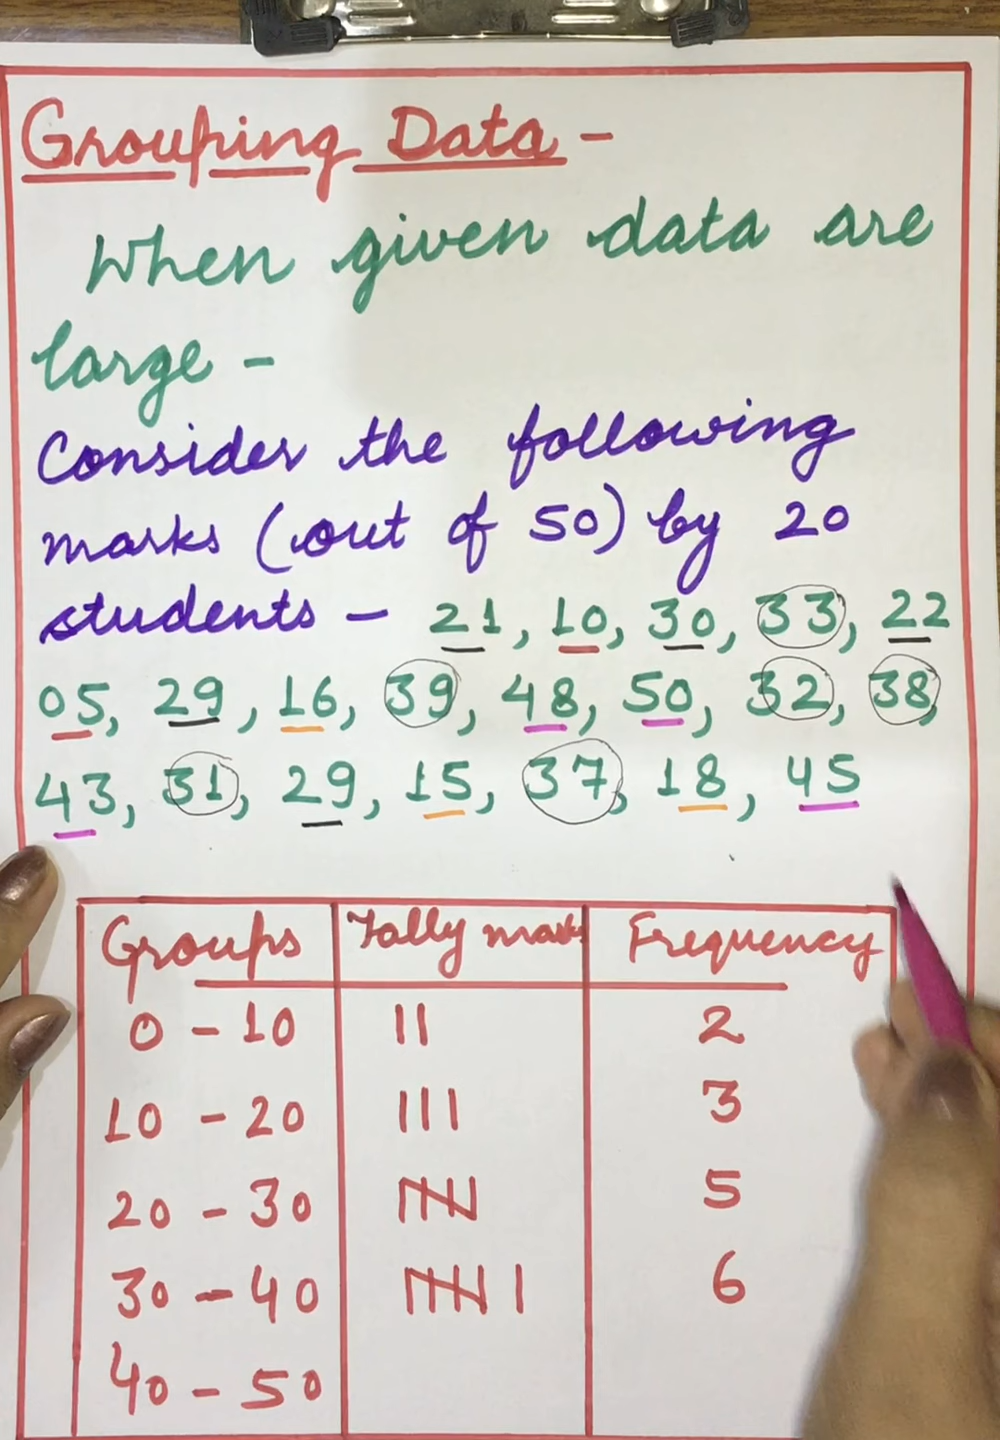 Grouping Data -
When given data are
large -
Consider the following
marks (out of 50) by 20
students - 21, 10, 30, 33, 22
05, 29, 16, 39, 48, 50, 32, 38,
43, 31, 29, 15, 37, 18, 45
Groups Tally marks Frequency
0 - 10 || 2
10 - 20 ||| 3
20 - 30 𝍸 5
30 - 40 𝍸 | 6
40 - 50